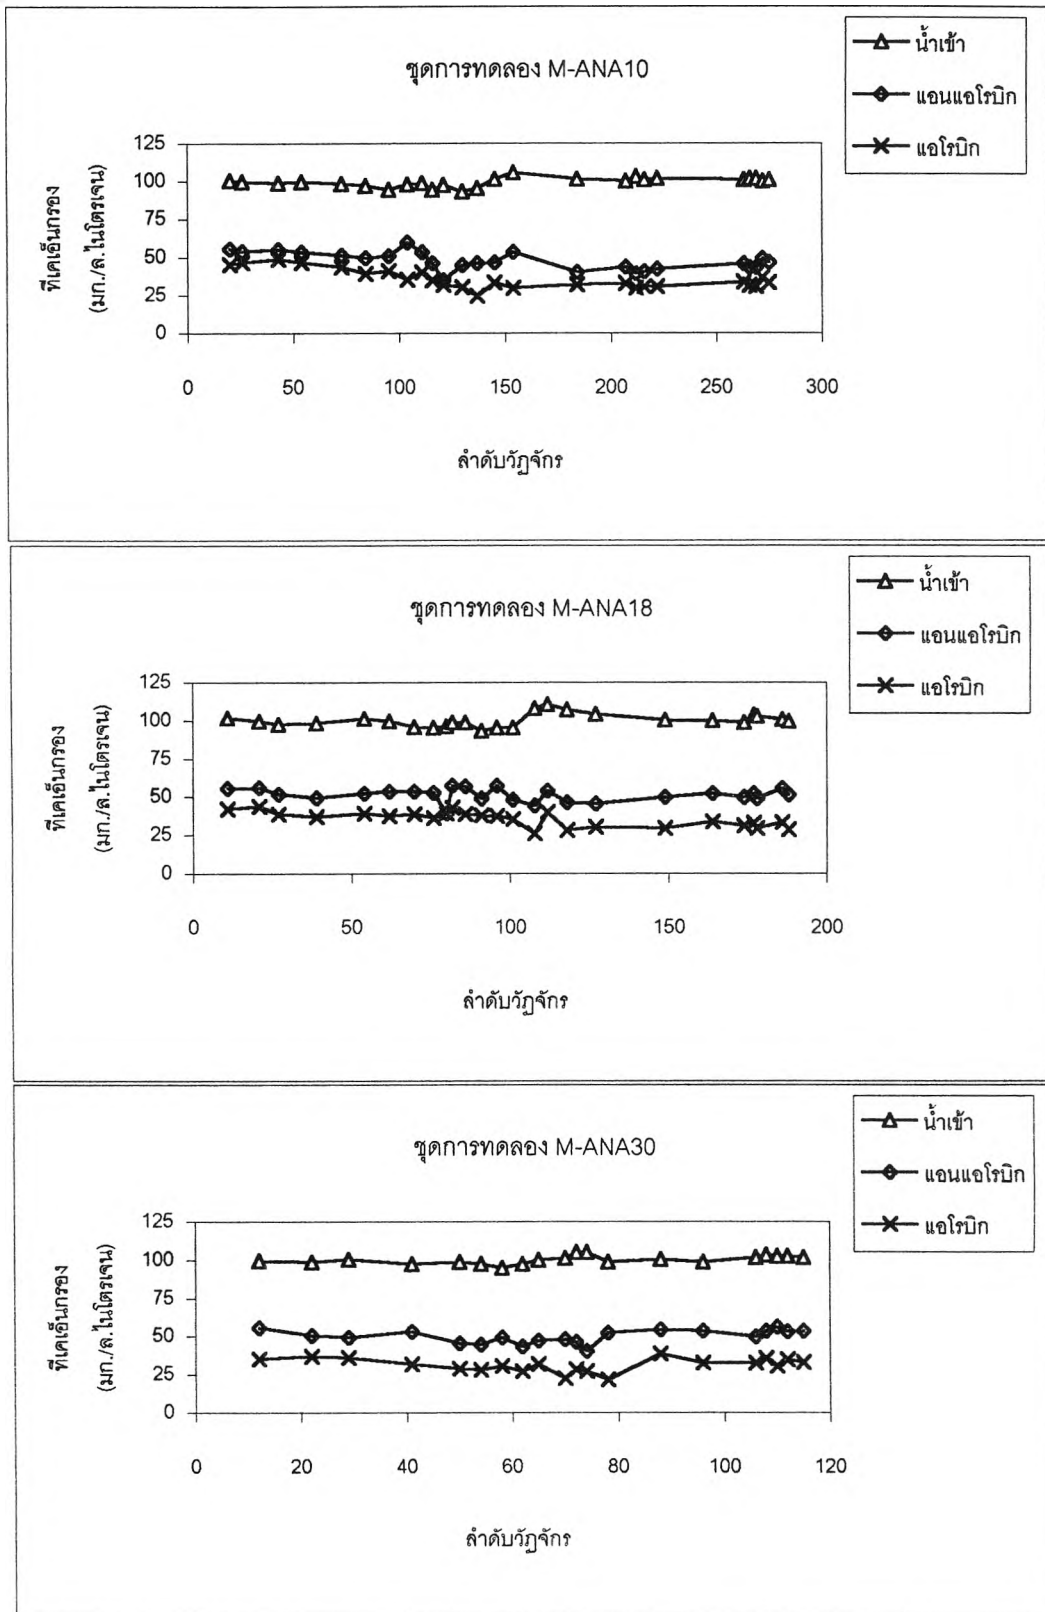 ชุดการทดลอง M-ANA10
น้ำเข้า
แอนแอโรบิก
แอโรบิก
ทีเคเอ็นกรอง
(มก./ล.ไนโตรเจน)
125
100
75
50
25
0
0 50 100 150 200 250 300
ลำดับวัฏจักร
ชุดการทดลอง M-ANA18
น้ำเข้า
แอนแอโรบิก
แอโรบิก
ทีเคเอ็นกรอง
(มก./ล.ไนโตรเจน)
125
100
75
50
25
0
0 50 100 150 200
ลำดับวัฏจักร
ชุดการทดลอง M-ANA30
น้ำเข้า
แอนแอโรบิก
แอโรบิก
ทีเคเอ็นกรอง
(มก./ล.ไนโตรเจน)
125
100
75
50
25
0
0 20 40 60 80 100 120
ลำดับวัฏจักร